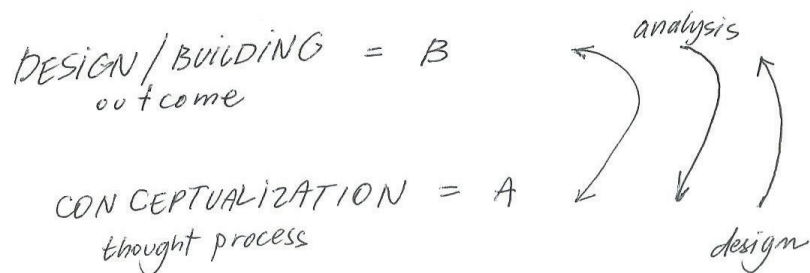 analysis
DESIGN/BUILDING = B
outcome
CONCEPTUALIZATION = A
thought process
design